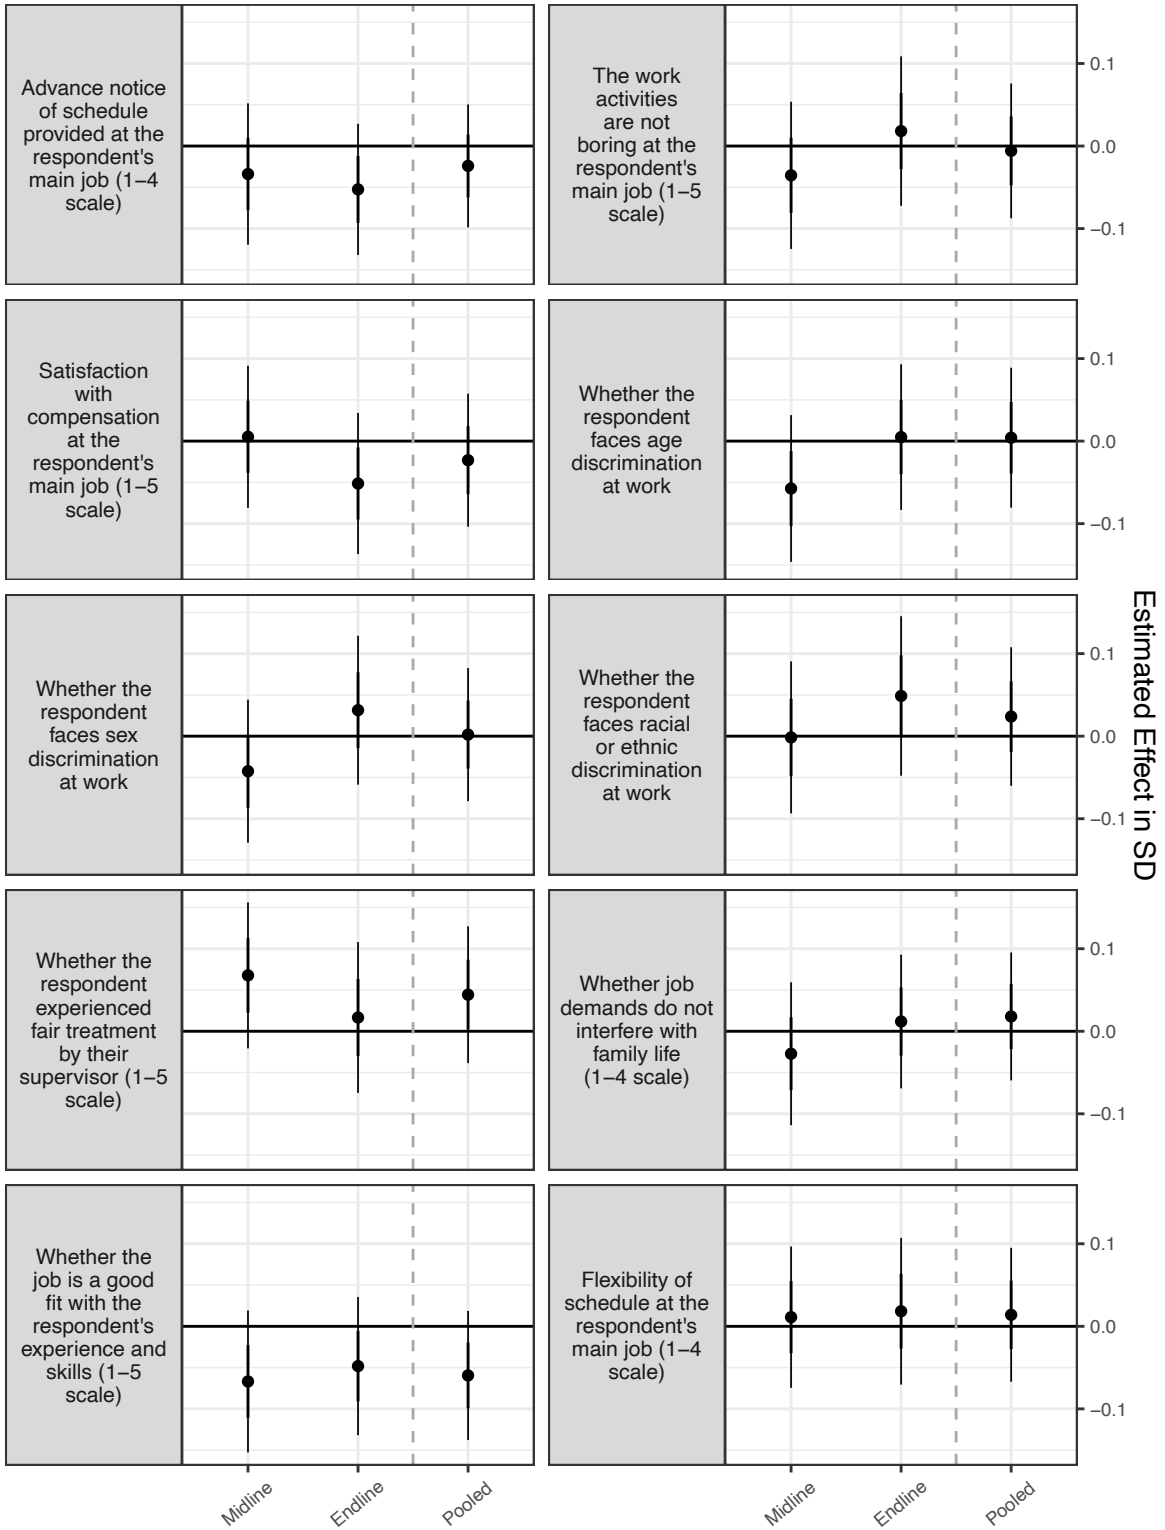 Advance notice
of schedule
provided at the
respondent's
main job (1−4
scale)
The work
activities
are not
boring at the
respondent's
main job (1−5
scale)
0.1
0.0
−0.1
Satisfaction
with
compensation
at the
respondent's
main job (1−5
scale)
Whether the
respondent
faces age
discrimination
at work
0.1
0.0
−0.1
Whether the
respondent
faces sex
discrimination
at work
Whether the
respondent
faces racial
or ethnic
discrimination
at work
0.1
0.0
−0.1
Whether the
respondent
experienced
fair treatment
by their
supervisor (1−5
scale)
Whether job
demands do not
interfere with
family life
(1−4 scale)
0.1
0.0
−0.1
Whether the
job is a good
fit with the
respondent's
experience and
skills (1−5
scale)
Flexibility of
schedule at the
respondent's
main job (1−4
scale)
0.1
0.0
−0.1
Midline
Endline
Pooled
Midline
Endline
Pooled
Estimated Effect in SD